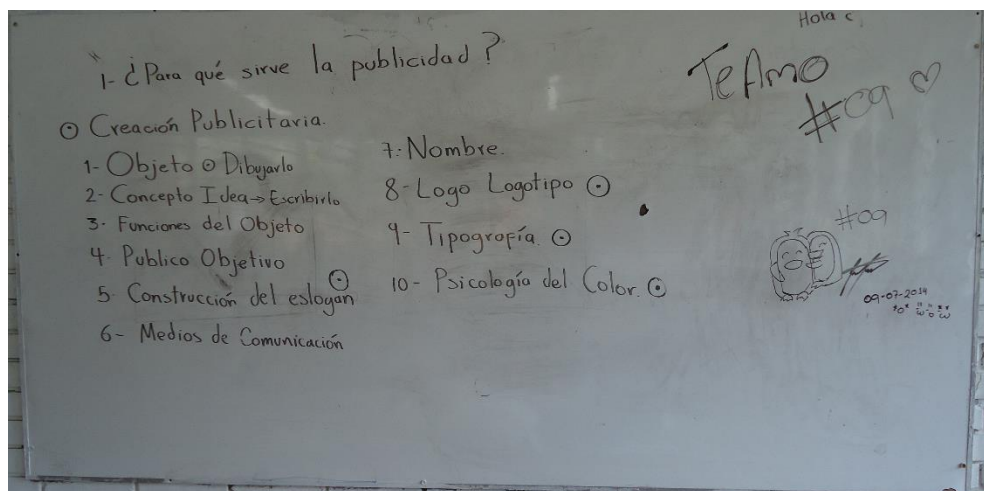 1- ¿Para qué sirve la publicidad?
Creación Publicitaria.
1- Objeto Dibujarlo
2- Concepto Idea→Escribirlo
3. Funciones del Objeto
4. Publico Objetivo
5. Construcción del eslogan
6- Medios de Comunicación
7. Nombre.
8- Logo Logotipo
9- Tipografía.
10- Psicología del Color.
Hola c
Te Amo
#09 ♡
#09
09-07-2014